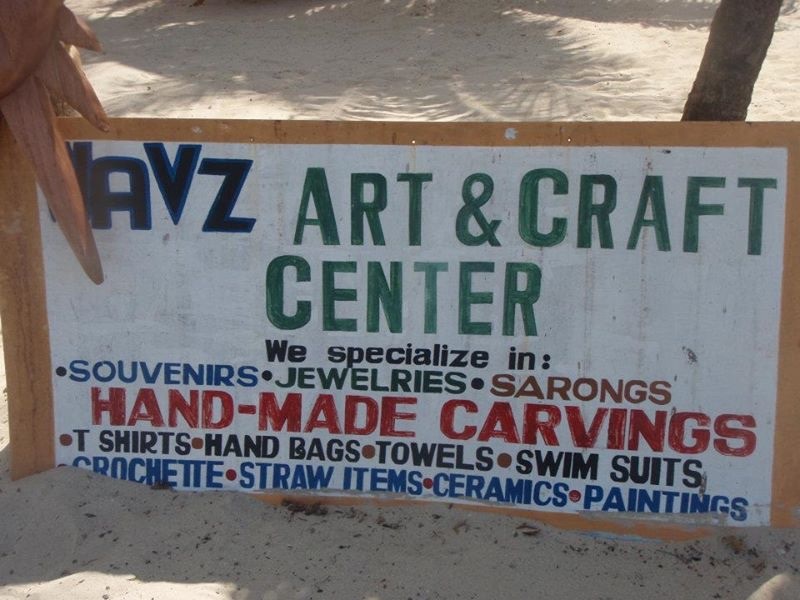 NAVZ ART & CRAFT
CENTER
We specialize in:
•SOUVENIRS•JEWELRIES•SARONGS
HAND-MADE CARVINGS
•T SHIRTS•HAND BAGS•TOWELS•SWIM SUITS
•CROCHETTE•STRAW ITEMS•CERAMICS•PAINTINGS